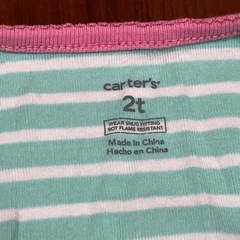 carter's
2t
WEAR SNUG FITTING
NOT FLAME RESISTANT
Made in China
Hecho en China